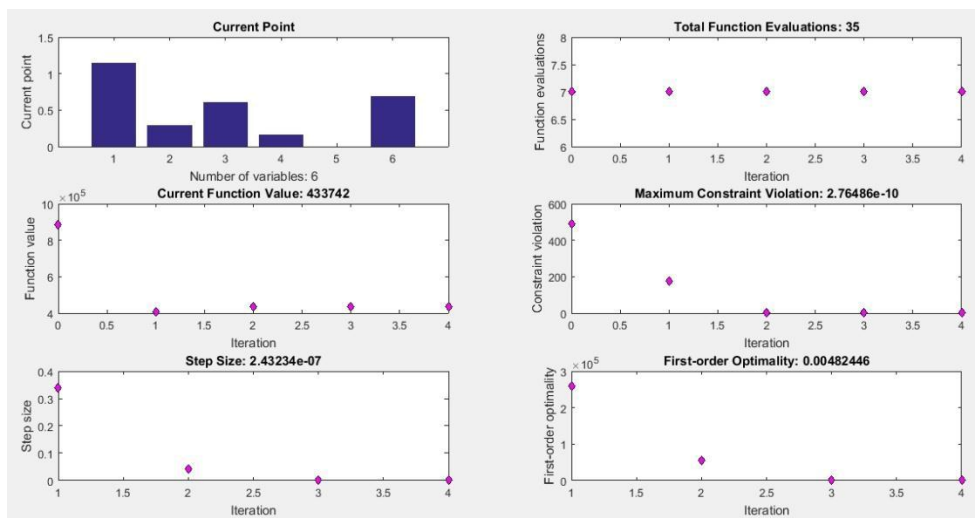 Current Point
1.5
1
0.5
0
Current point
1 2 3 4 5 6
Number of variables: 6
Total Function Evaluations: 35
8
7.5
7
6.5
6
Function evaluations
0 0.5 1 1.5 2 2.5 3 3.5 4
Iteration
Current Function Value: 433742
× 10^5
10
8
6
4
Function value
0 0.5 1 1.5 2 2.5 3 3.5 4
Iteration
Maximum Constraint Violation: 2.76486e-10
600
400
200
0
Constraint violation
0 0.5 1 1.5 2 2.5 3 3.5 4
Iteration
Step Size: 2.43234e-07
0.4
0.3
0.2
0.1
0
Step size
1 1.5 2 2.5 3 3.5 4
Iteration
First-order Optimality: 0.00482446
× 10^5
3
2
1
0
First-order optimality
1 1.5 2 2.5 3 3.5 4
Iteration